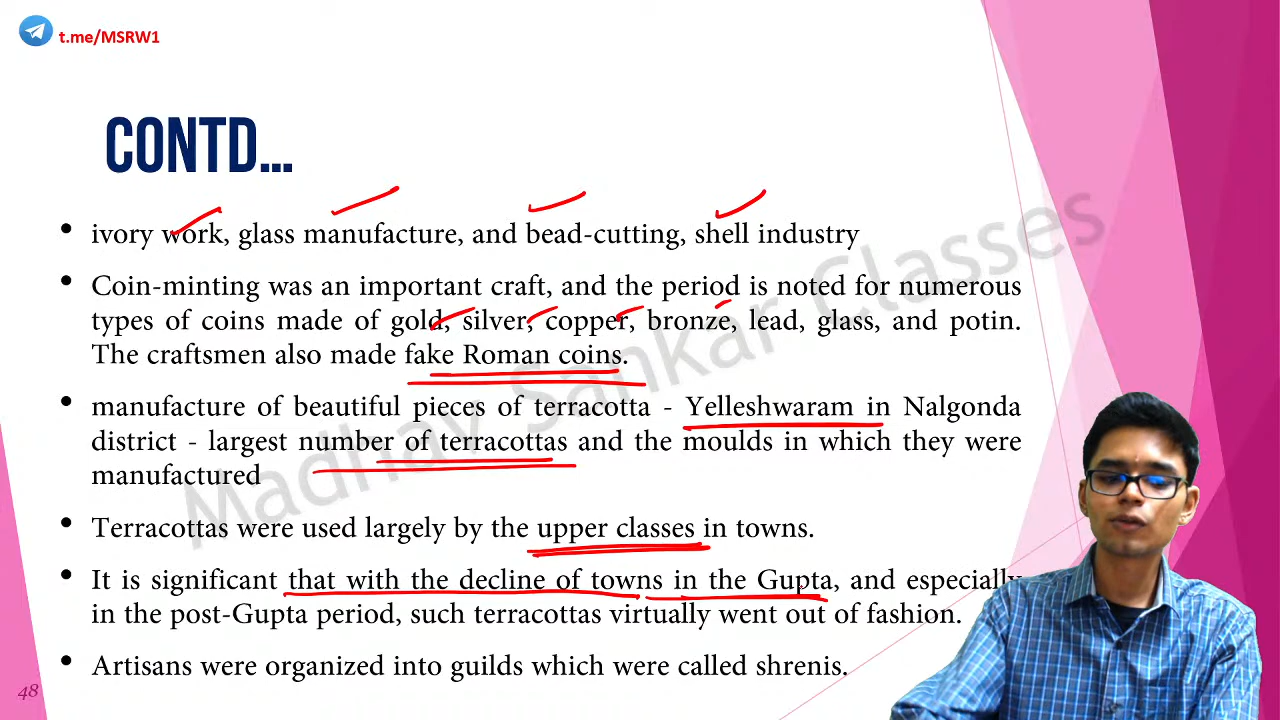 t.me/MSRW1
CONTD...
• ivory work, glass manufacture, and bead-cutting, shell industry
• Coin-minting was an important craft, and the period is noted for numerous
types of coins made of gold, silver, copper, bronze, lead, glass, and potin.
The craftsmen also made fake Roman coins.
• manufacture of beautiful pieces of terracotta - Yelleshwaram in Nalgonda
district - largest number of terracottas and the moulds in which they were
manufactured
• Terracottas were used largely by the upper classes in towns.
• It is significant that with the decline of towns in the Gupta, and especially
in the post-Gupta period, such terracottas virtually went out of fashion.
• Artisans were organized into guilds which were called shrenis.
48
Madhav Sankar Classes